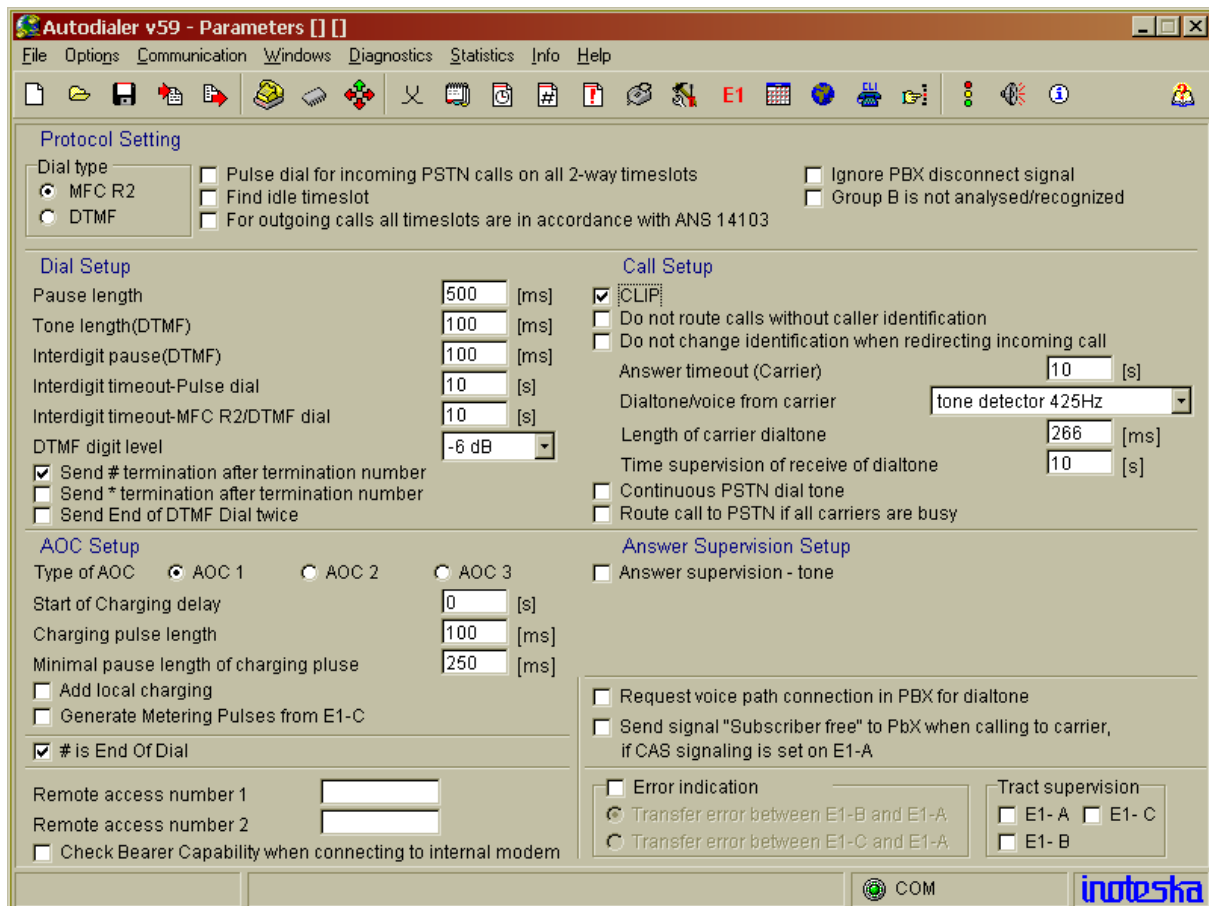 Autodialer v59 - Parameters [] []
File Options Communication Windows Diagnostics Statistics Info Help
E1 CLI
Protocol Setting
Dial type
MFC R2
DTMF
Pulse dial for incoming PSTN calls on all 2-way timeslots
Find idle timeslot
For outgoing calls all timeslots are in accordance with ANS 14103
Ignore PBX disconnect signal
Group B is not analysed/recognized
Dial Setup
Pause length 500 [ms]
Tone length(DTMF) 100 [ms]
Interdigit pause(DTMF) 100 [ms]
Interdigit timeout-Pulse dial 10 [s]
Interdigit timeout-MFC R2/DTMF dial 10 [s]
DTMF digit level -6 dB
Send # termination after termination number
Send * termination after termination number
Send End of DTMF Dial twice
Call Setup
CLIP
Do not route calls without caller identification
Do not change identification when redirecting incoming call
Answer timeout (Carrier) 10 [s]
Dialtone/voice from carrier tone detector 425Hz
Length of carrier dialtone 266 [ms]
Time supervision of receive of dialtone 10 [s]
Continuous PSTN dial tone
Route call to PSTN if all carriers are busy
AOC Setup
Type of AOC AOC 1 AOC 2 AOC 3
Start of Charging delay 0 [s]
Charging pulse length 100 [ms]
Minimal pause length of charging pluse 250 [ms]
Add local charging
Generate Metering Pulses from E1-C
# is End Of Dial
Remote access number 1
Remote access number 2
Check Bearer Capability when connecting to internal modem
Answer Supervision Setup
Answer supervision - tone
Request voice path connection in PBX for dialtone
Send signal "Subscriber free" to PbX when calling to carrier,
if CAS signaling is set on E1-A
Error indication
Transfer error between E1-B and E1-A
Transfer error between E1-C and E1-A
Tract supervision
E1- A E1- C
E1- B
COM
inoteska